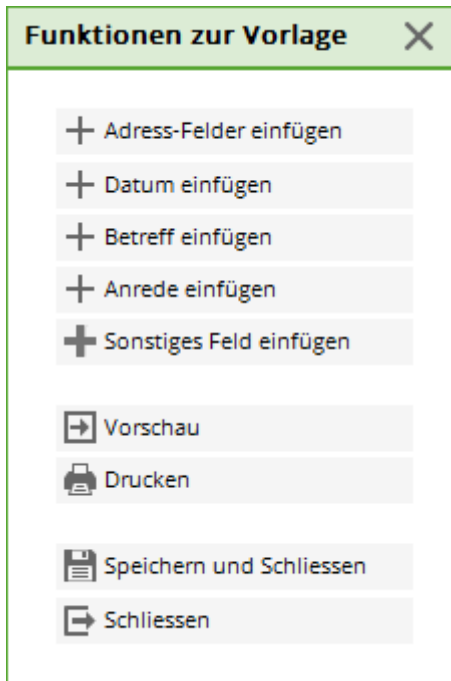 Funktionen zur Vorlage
Adress-Felder einfügen
Datum einfügen
Betreff einfügen
Anrede einfügen
Sonstiges Feld einfügen
Vorschau
Drucken
Speichern und Schliessen
Schliessen